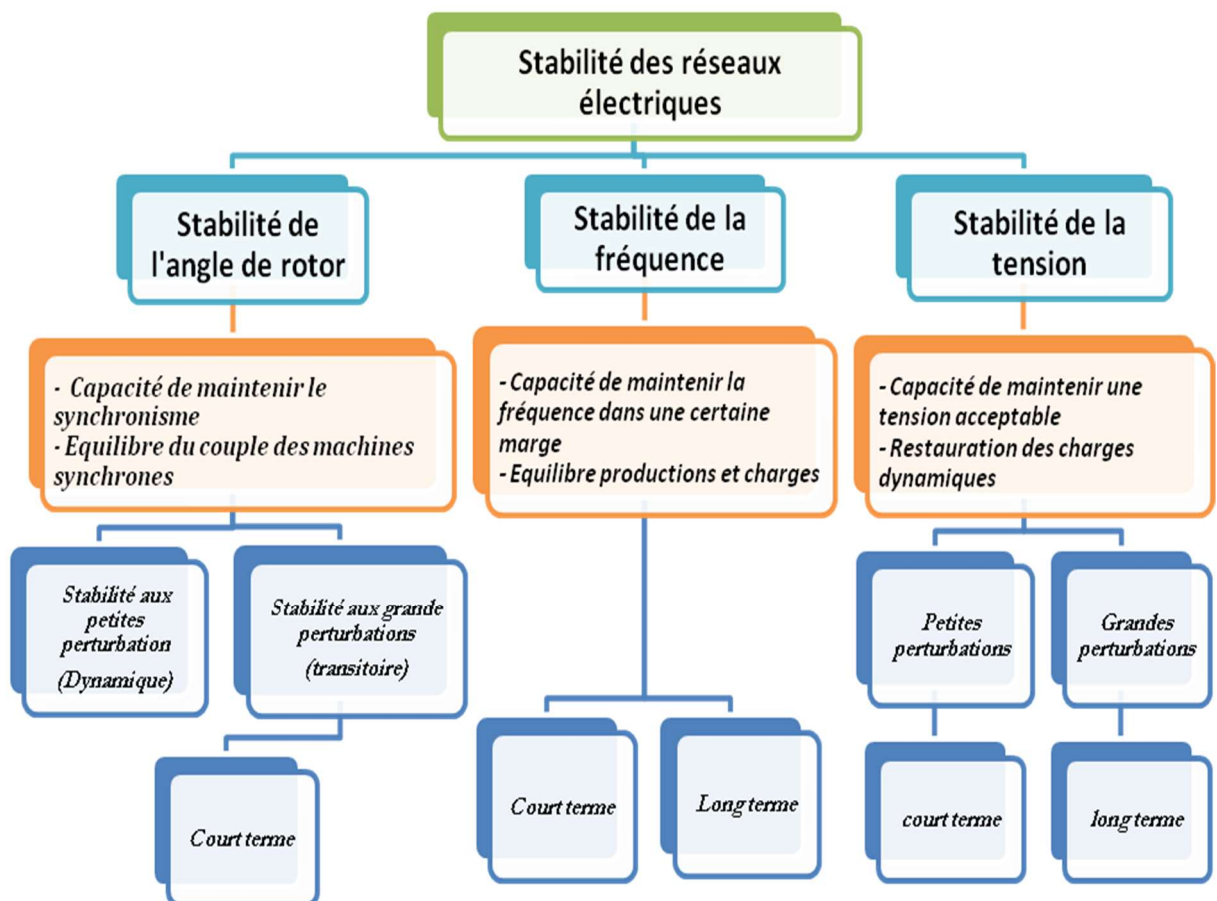 Stabilité des réseaux
électriques
Stabilité de
l'angle de rotor
Stabilité de la
fréquence
Stabilité de la
tension
- Capacité de maintenir le
synchronisme
- Equilibre du couple des machines
synchrones
- Capacité de maintenir la
fréquence dans une certaine
marge
- Equilibre productions et charges
- Capacité de maintenir une
tension acceptable
- Restauration des charges
dynamiques
Stabilité aux
petites
perturbation
(Dynamique)
Stabilité aux grande
perturbations
(transitoire)
Petites
perturbations
Grandes
perturbations
Court terme
Court terme
Long terme
court terme
long terme